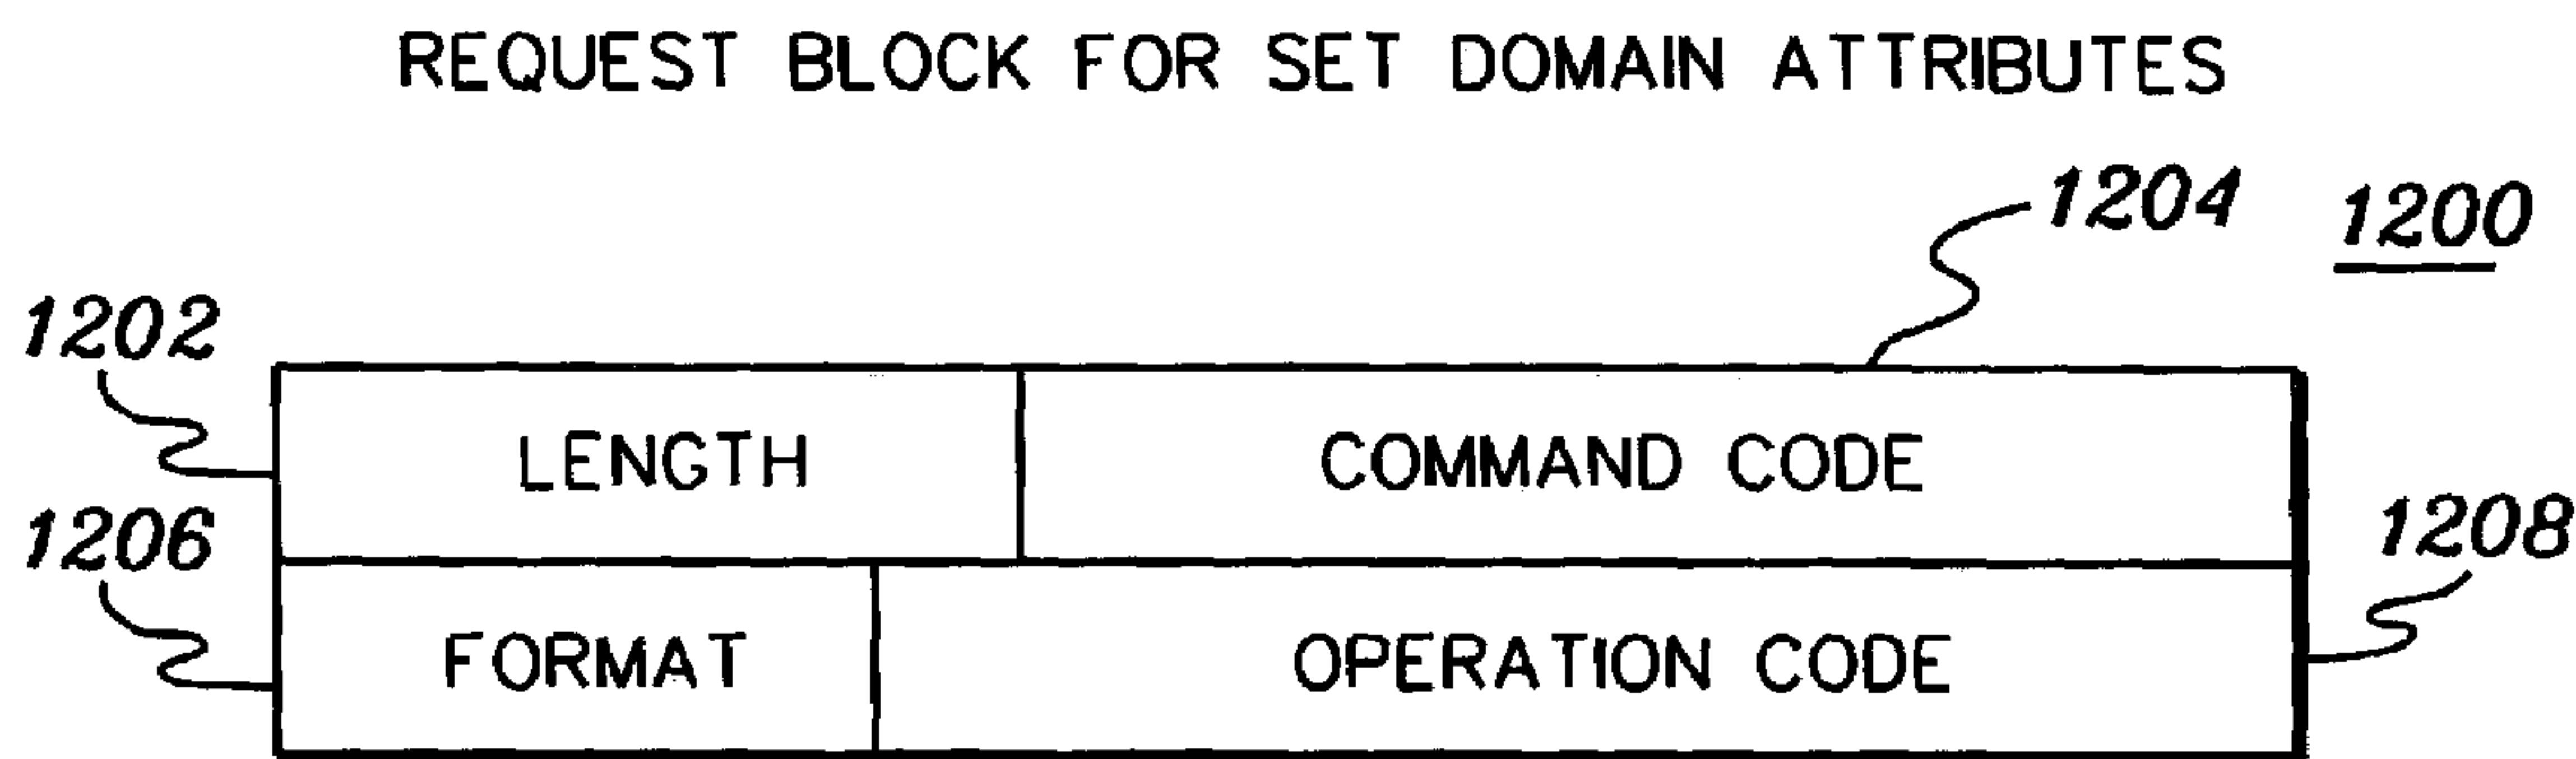 REQUEST BLOCK FOR SET DOMAIN ATTRIBUTES
1204
1200
1202
LENGTH COMMAND CODE
1206
1208
FORMAT OPERATION CODE